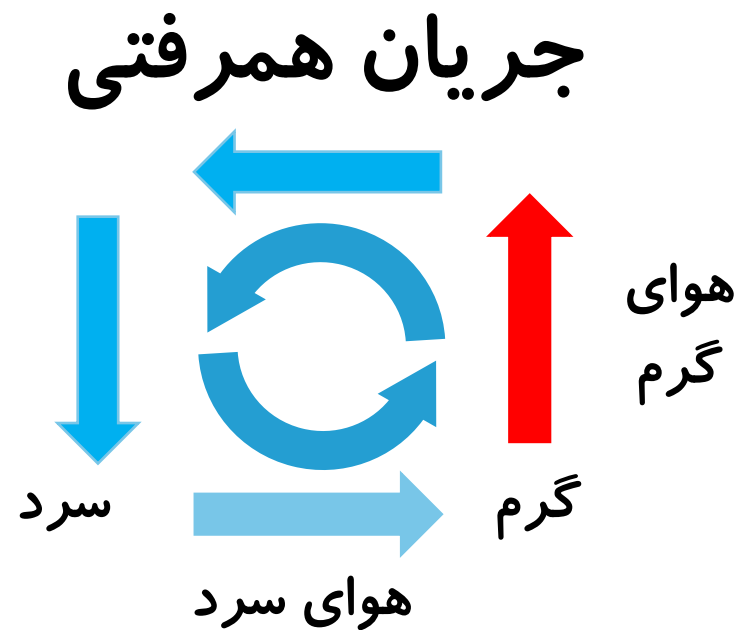 جریان همرفتی
هوای
گرم
گرم
سرد
هوای سرد